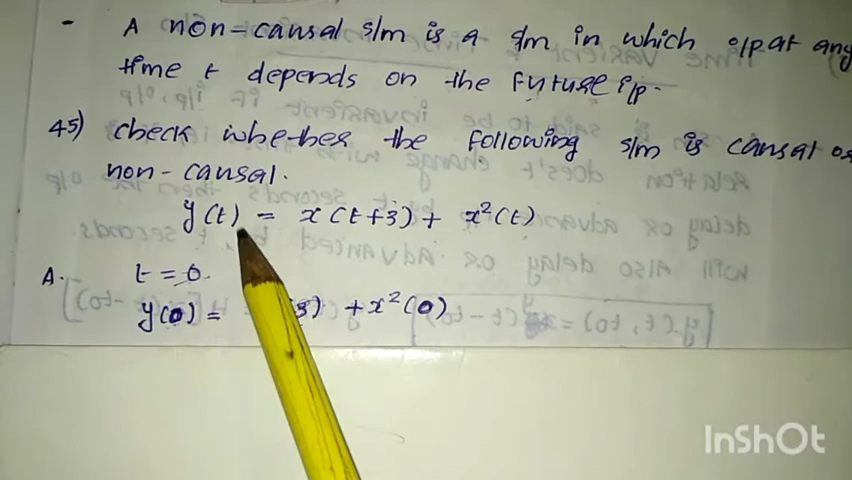 - A non-causal s/m is a s/m in which i/p at any
time t depends on the future i/p.
45) check whether the following s/m is causal or
non-causal.
y(t) = x(t+3) + x²(t)
A. t = 0
y(0) = 3) + x²(0)
InShOt